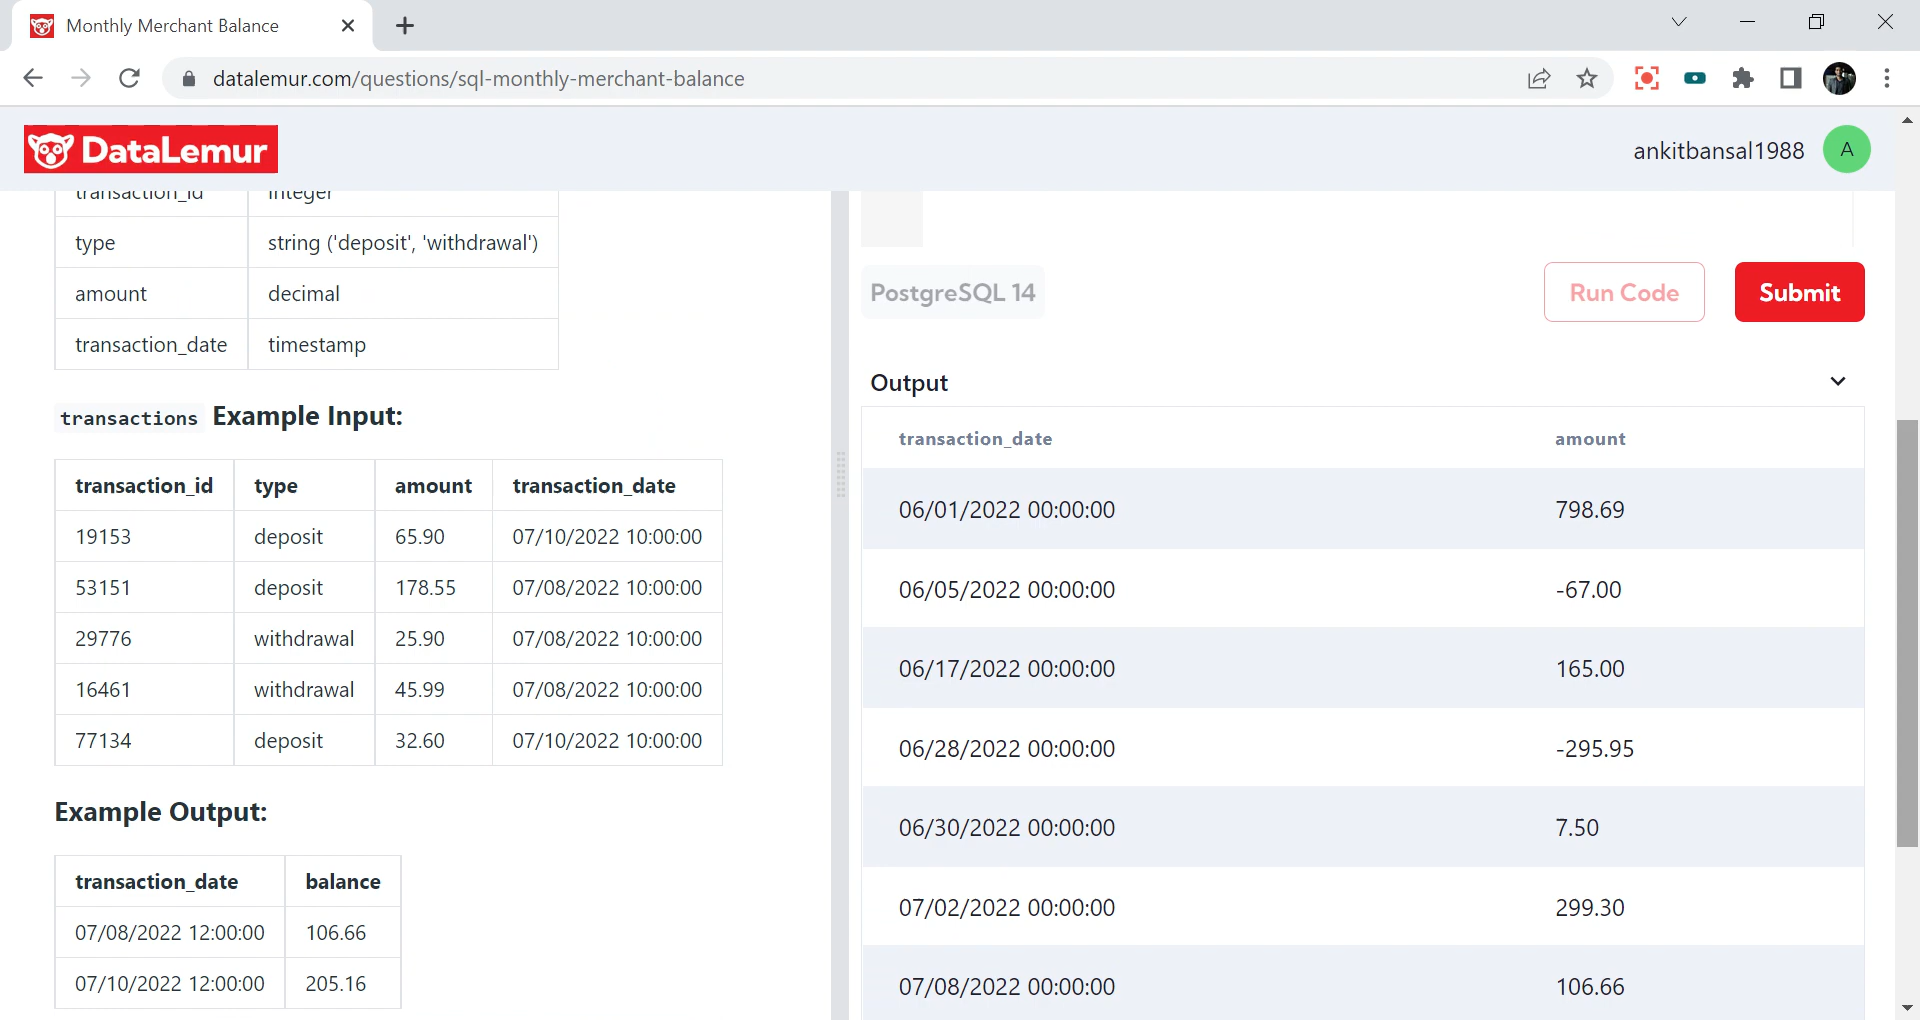 Monthly Merchant Balance
datalemur.com/questions/sql-monthly-merchant-balance
DataLemur
ankitbansal1988
A
transaction_id integer
type string ('deposit', 'withdrawal')
amount decimal
transaction_date timestamp
transactions Example Input:
transaction_id type amount transaction_date
19153 deposit 65.90 07/10/2022 10:00:00
53151 deposit 178.55 07/08/2022 10:00:00
29776 withdrawal 25.90 07/08/2022 10:00:00
16461 withdrawal 45.99 07/08/2022 10:00:00
77134 deposit 32.60 07/10/2022 10:00:00
Example Output:
transaction_date balance
07/08/2022 12:00:00 106.66
07/10/2022 12:00:00 205.16
PostgreSQL 14
Run Code
Submit
Output
transaction_date amount
06/01/2022 00:00:00 798.69
06/05/2022 00:00:00 -67.00
06/17/2022 00:00:00 165.00
06/28/2022 00:00:00 -295.95
06/30/2022 00:00:00 7.50
07/02/2022 00:00:00 299.30
07/08/2022 00:00:00 106.66